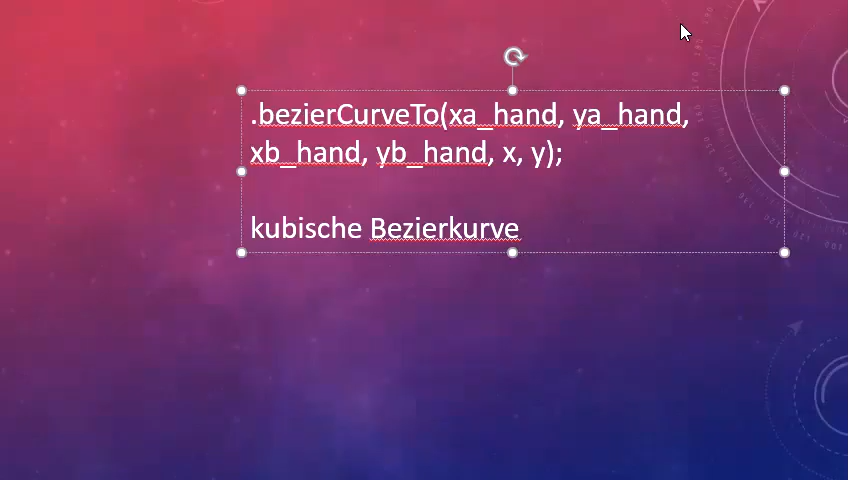 .bezierCurveTo(xa_hand, ya_hand,
xb_hand, yb_hand, x, y);
kubische Bezierkurve